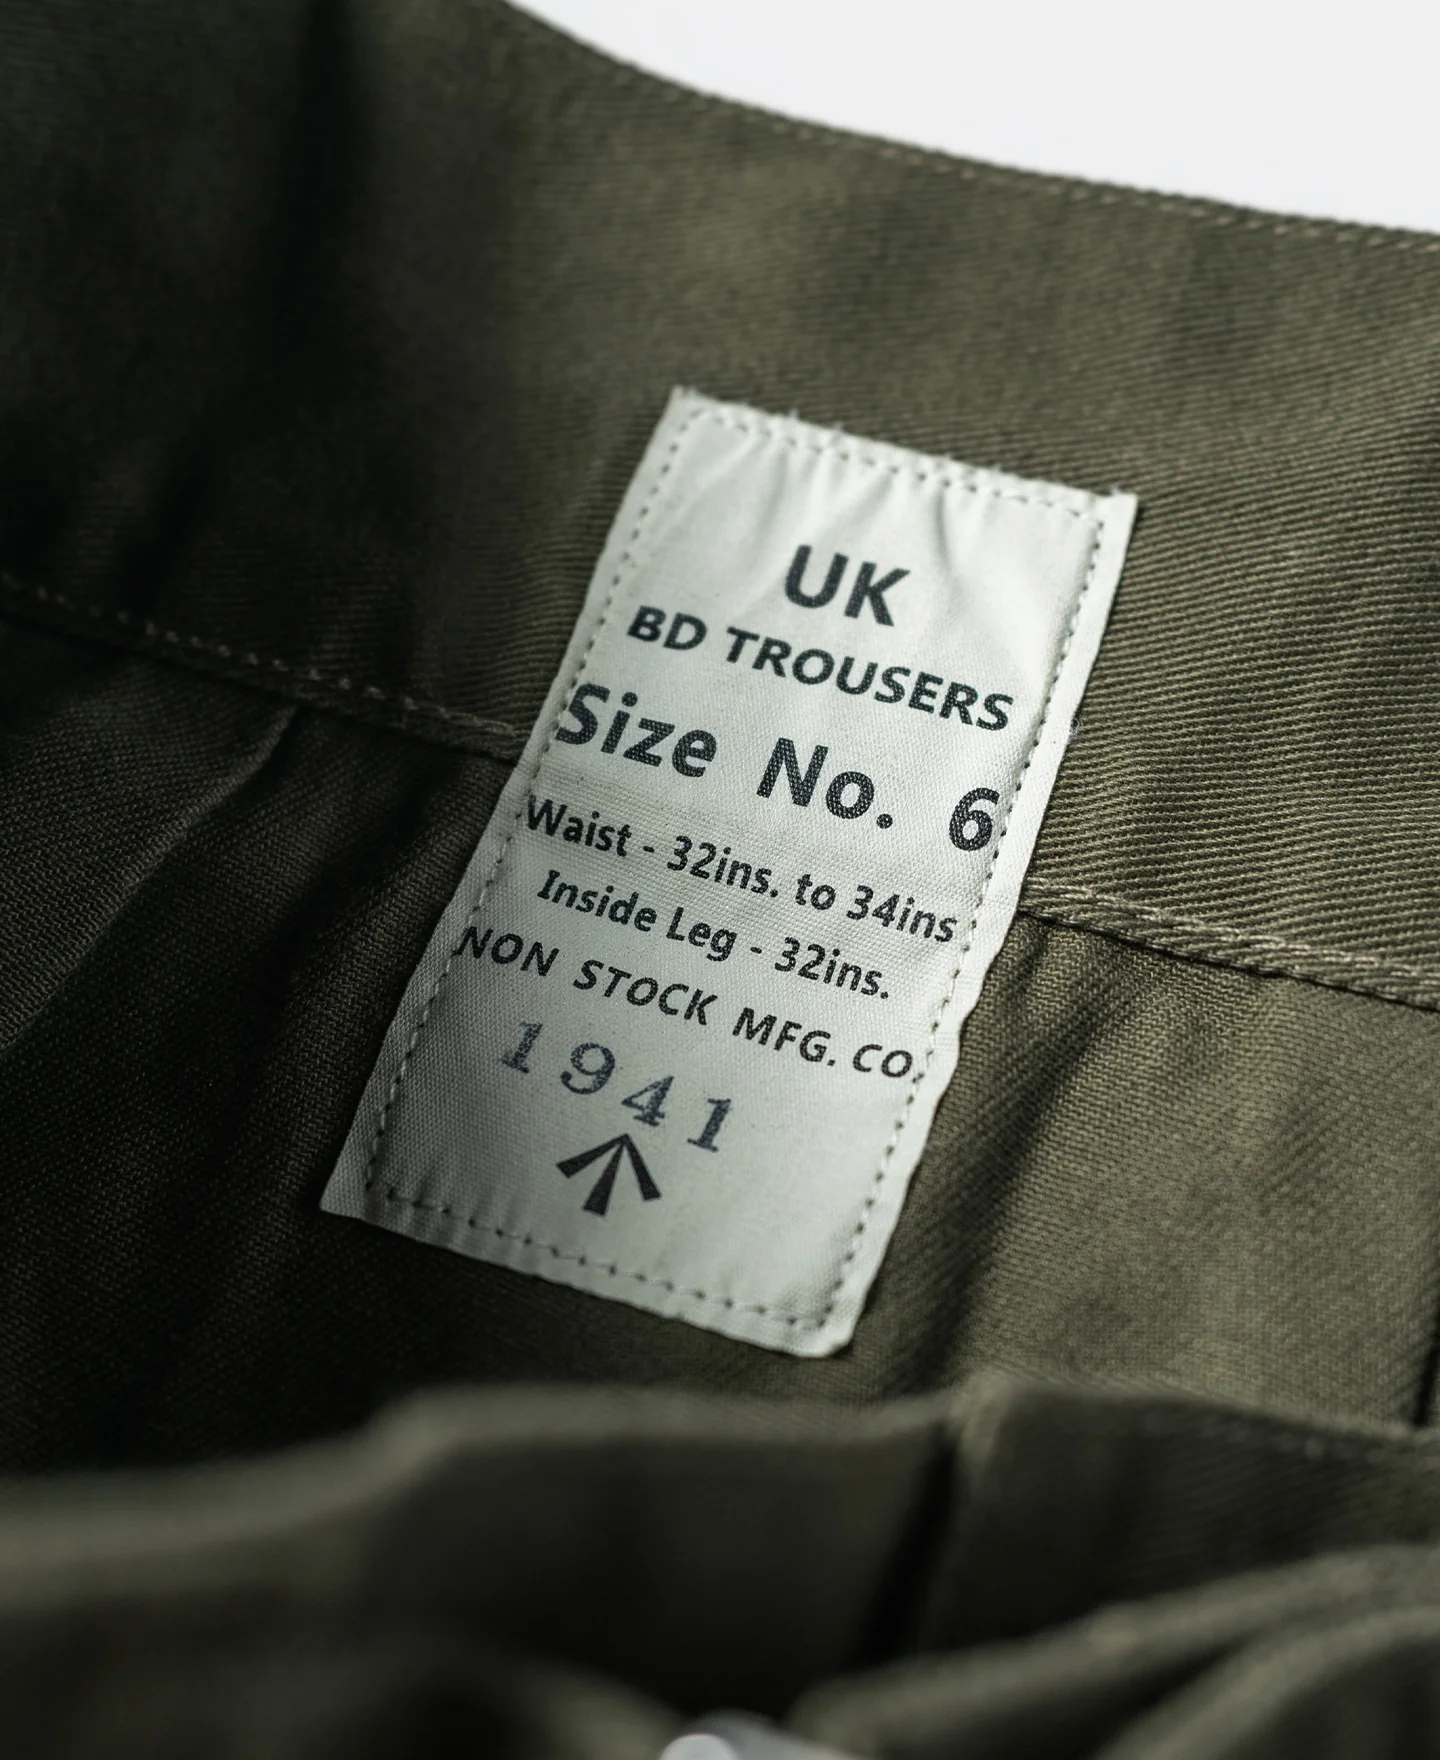 UK
BD TROUSERS
Size No. 6
Waist - 32ins. to 34ins
Inside Leg - 32ins.
NON STOCK MFG. CO.
1941